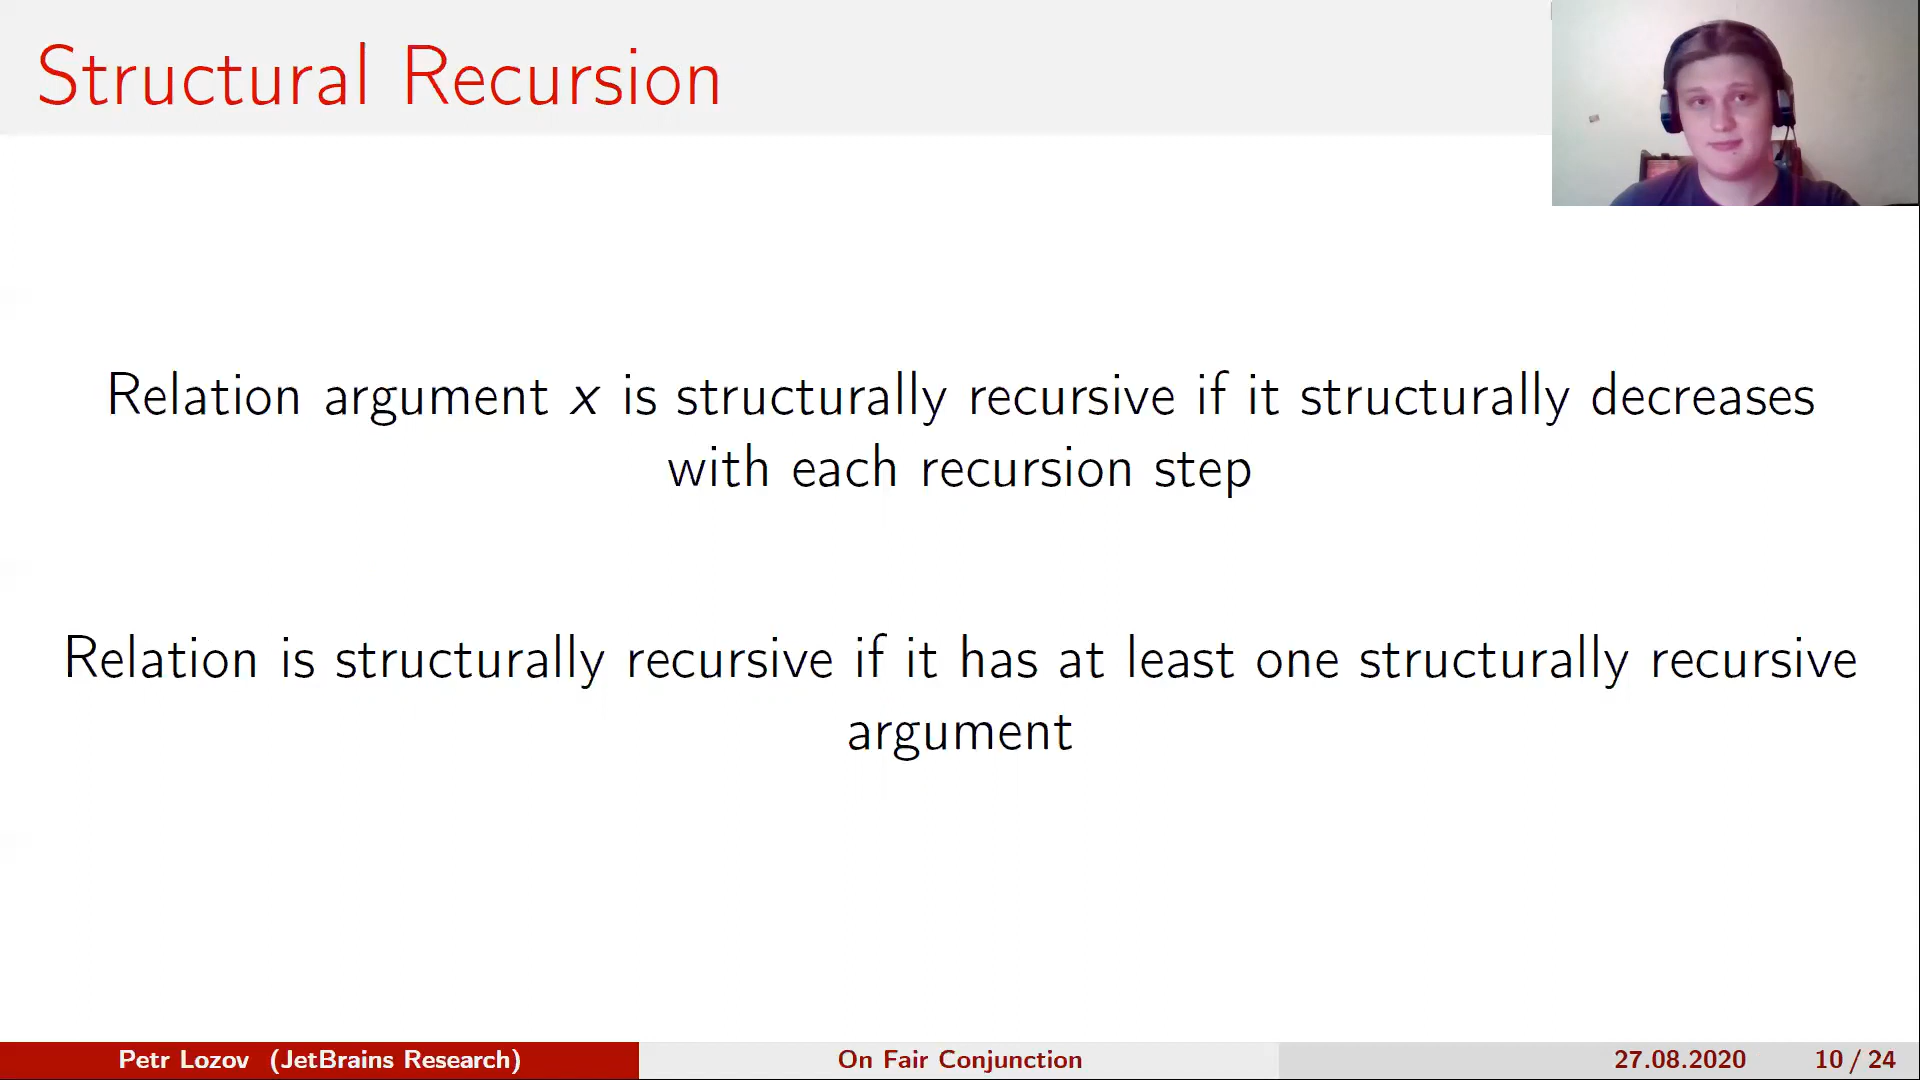 Structural Recursion
Relation argument x is structurally recursive if it structurally decreases
with each recursion step
Relation is structurally recursive if it has at least one structurally recursive
argument
Petr Lozov (JetBrains Research)
On Fair Conjunction
27.08.2020
10 / 24